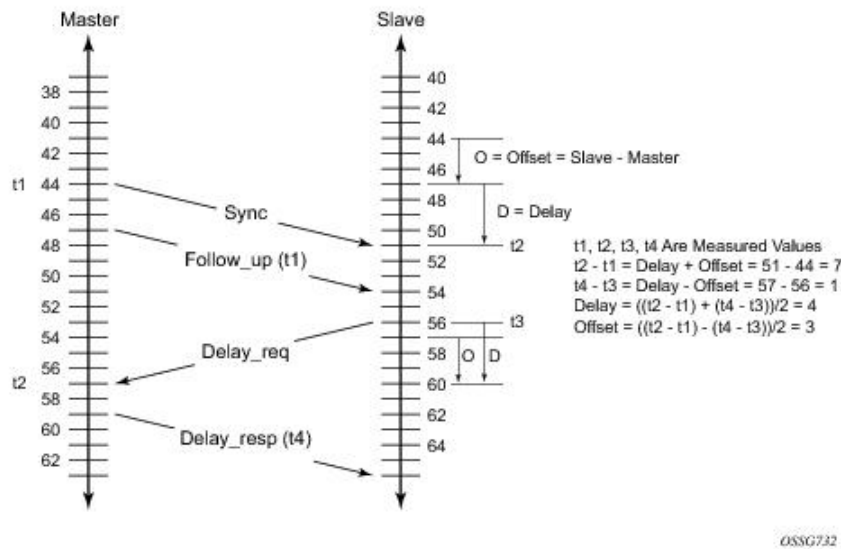 Master
Slave
38
40
42
t1 44
46
48
50
52
54
56
t2 58
60
62
40
42
44
46
48
50
t2
52
54
56
t3
58
60
62
64
O = Offset = Slave - Master
D = Delay
Sync
Follow_up (t1)
Delay_req
Delay_resp (t4)
O
D
t1, t2, t3, t4 Are Measured Values
t2 - t1 = Delay + Offset = 51 - 44 = 7
t4 - t3 = Delay - Offset = 57 - 56 = 1
Delay = ((t2 - t1) + (t4 - t3))/2 = 4
Offset = ((t2 - t1) - (t4 - t3))/2 = 3
OSSG732